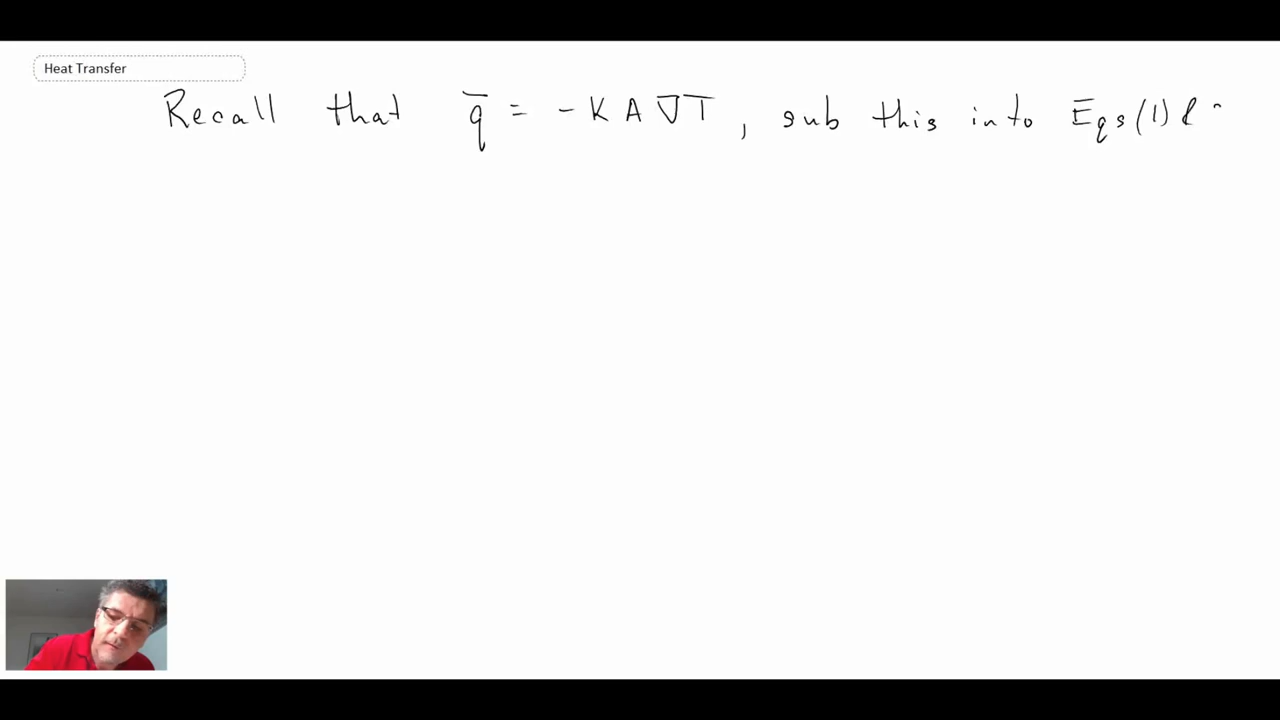 Heat Transfer
Recall that q̅ = -KA∇T, sub this into Eqs(1) &